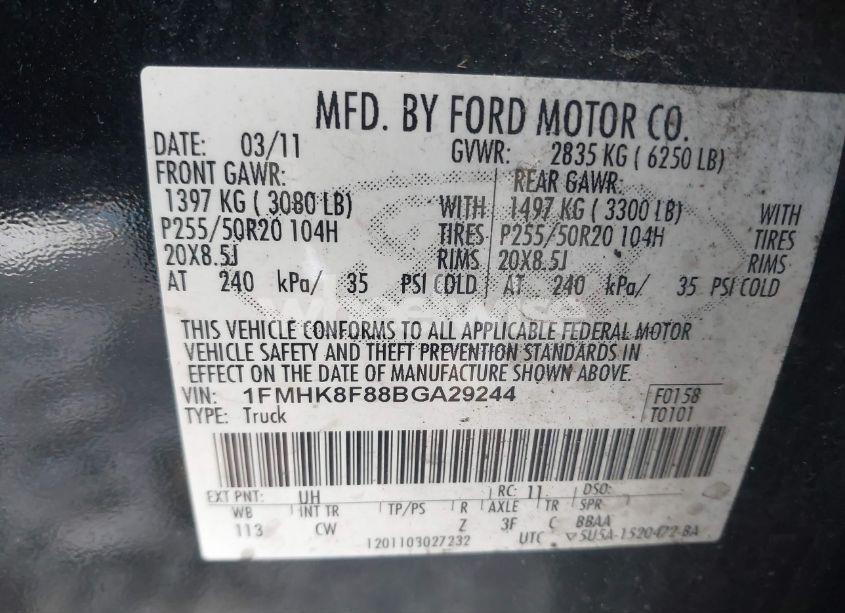 MFD. BY FORD MOTOR CO.
DATE: 03/11 GVWR: 2835 KG ( 6250 LB)
FRONT GAWR: REAR GAWR:
1397 KG ( 3080 LB) WITH 1497 KG ( 3300 LB) WITH
P255/50R20 104H TIRES P255/50R20 104H TIRES
20X8.5J RIMS 20X8.5J RIMS
AT 240 kPa/ 35 PSI COLD AT 240 kPa/ 35 PSI COLD
THIS VEHICLE CONFORMS TO ALL APPLICABLE FEDERAL MOTOR
VEHICLE SAFETY AND THEFT PREVENTION STANDARDS IN
EFFECT ON THE DATE OF MANUFACTURE SHOWN ABOVE.
VIN: 1FMHK8F88BGA29244 F0158
TYPE: Truck T0101
EXT PNT: UH RC: 11 DSO:
WB INT TR TP/PS R AXLE TR SPR
113 CW Z 3F C BBAA
1201103027232 UTC 5U5A-1520472-BA